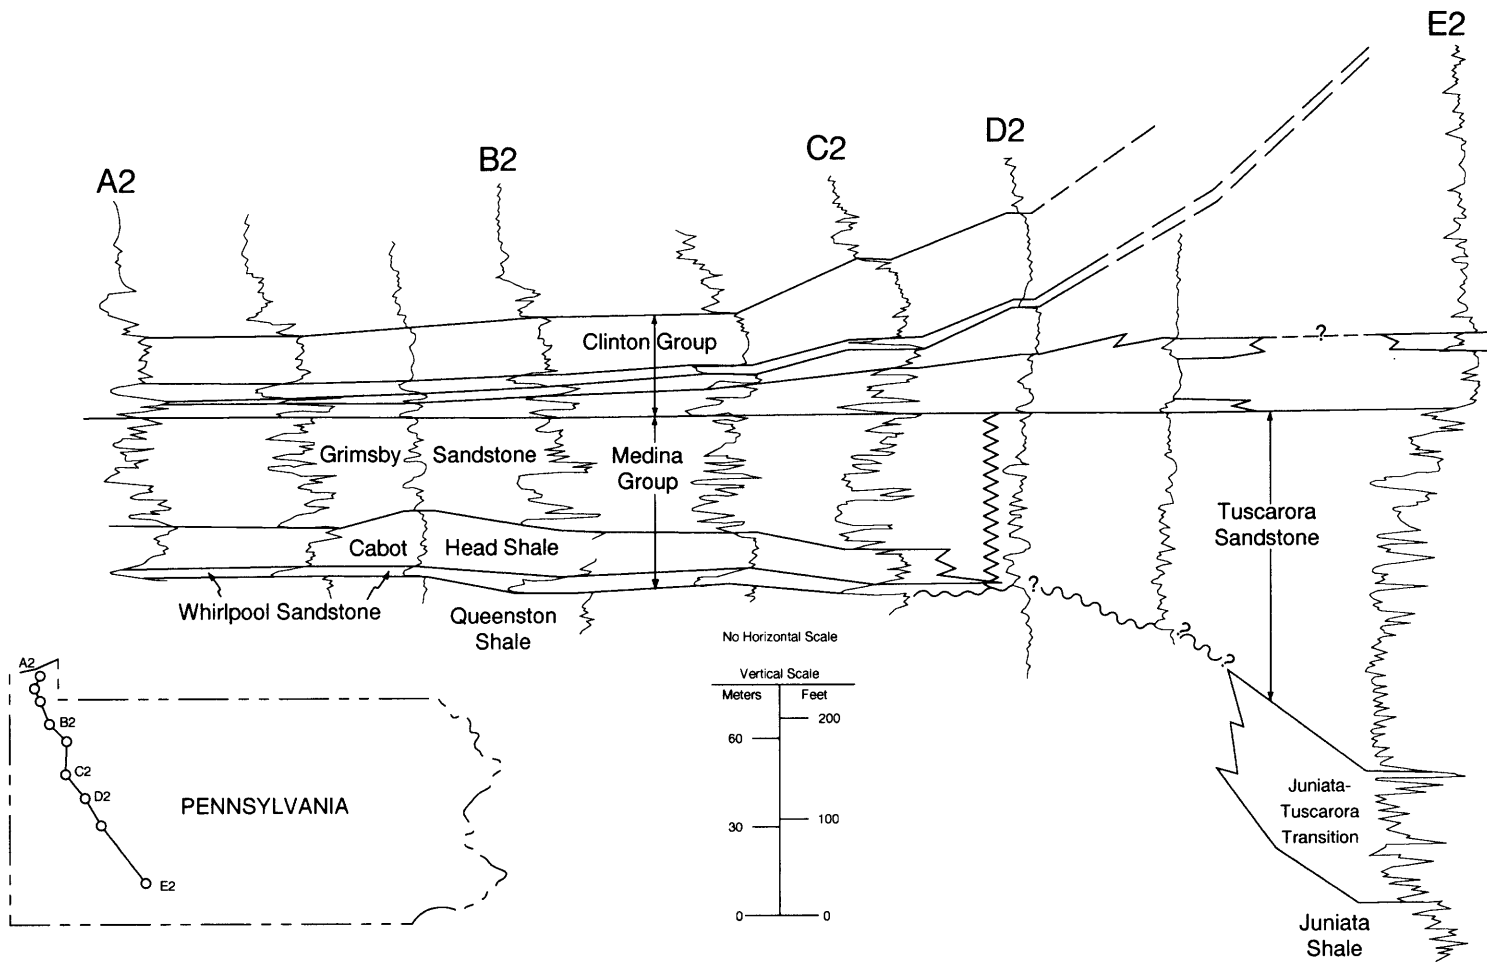 E2
D2
C2
B2
A2
?
Clinton Group
Grimsby Sandstone
Medina
Group
Tuscarora
Sandstone
Cabot Head Shale
?
Whirlpool Sandstone
Queenston
Shale
?
?
No Horizontal Scale
Vertical Scale
Meters Feet
200
60
100
30
0 0
A2
B2
C2
D2
E2
PENNSYLVANIA
Juniata-
Tuscarora
Transition
Juniata
Shale